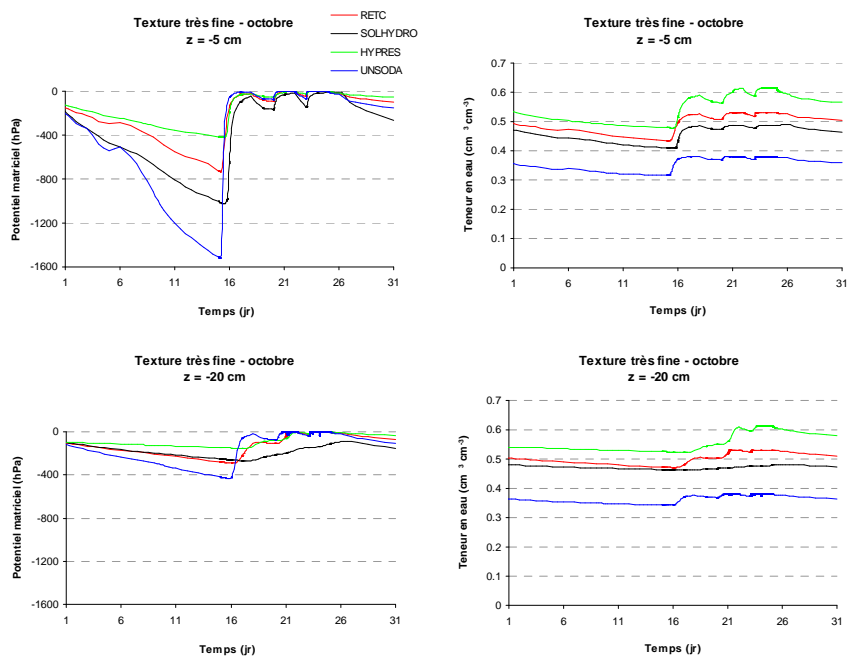 Texture très fine - octobre
z = -5 cm
RETC
SOLHYDRO
HYPRES
UNSODA
Potentiel matriciel (hPa)
0
-400
-800
-1200
-1600
1
6
11
16
21
26
31
Temps (jr)
Texture très fine - octobre
z = -5 cm
Teneur en eau (cm 3 cm-3)
0.7
0.6
0.5
0.4
0.3
0.2
0.1
0
1
6
11
16
21
26
31
Temps (jr)
Texture très fine - octobre
z = -20 cm
Potentiel matriciel (hPa)
0
-400
-800
-1200
-1600
1
6
11
16
21
26
31
Temps (jr)
Texture très fine - octobre
z = -20 cm
Teneur en eau (cm 3 cm-3)
0.7
0.6
0.5
0.4
0.3
0.2
0.1
0
1
6
11
16
21
26
31
Temps (jr)